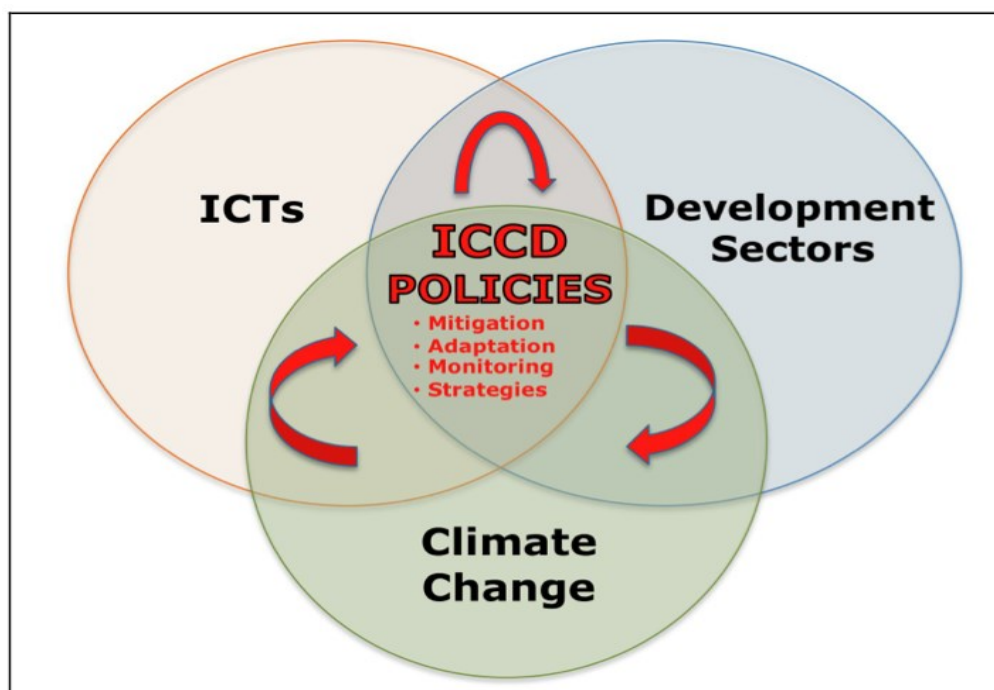 ICTs
Development
Sectors
ICCD
POLICIES
• Mitigation
• Adaptation
• Monitoring
• Strategies
Climate
Change